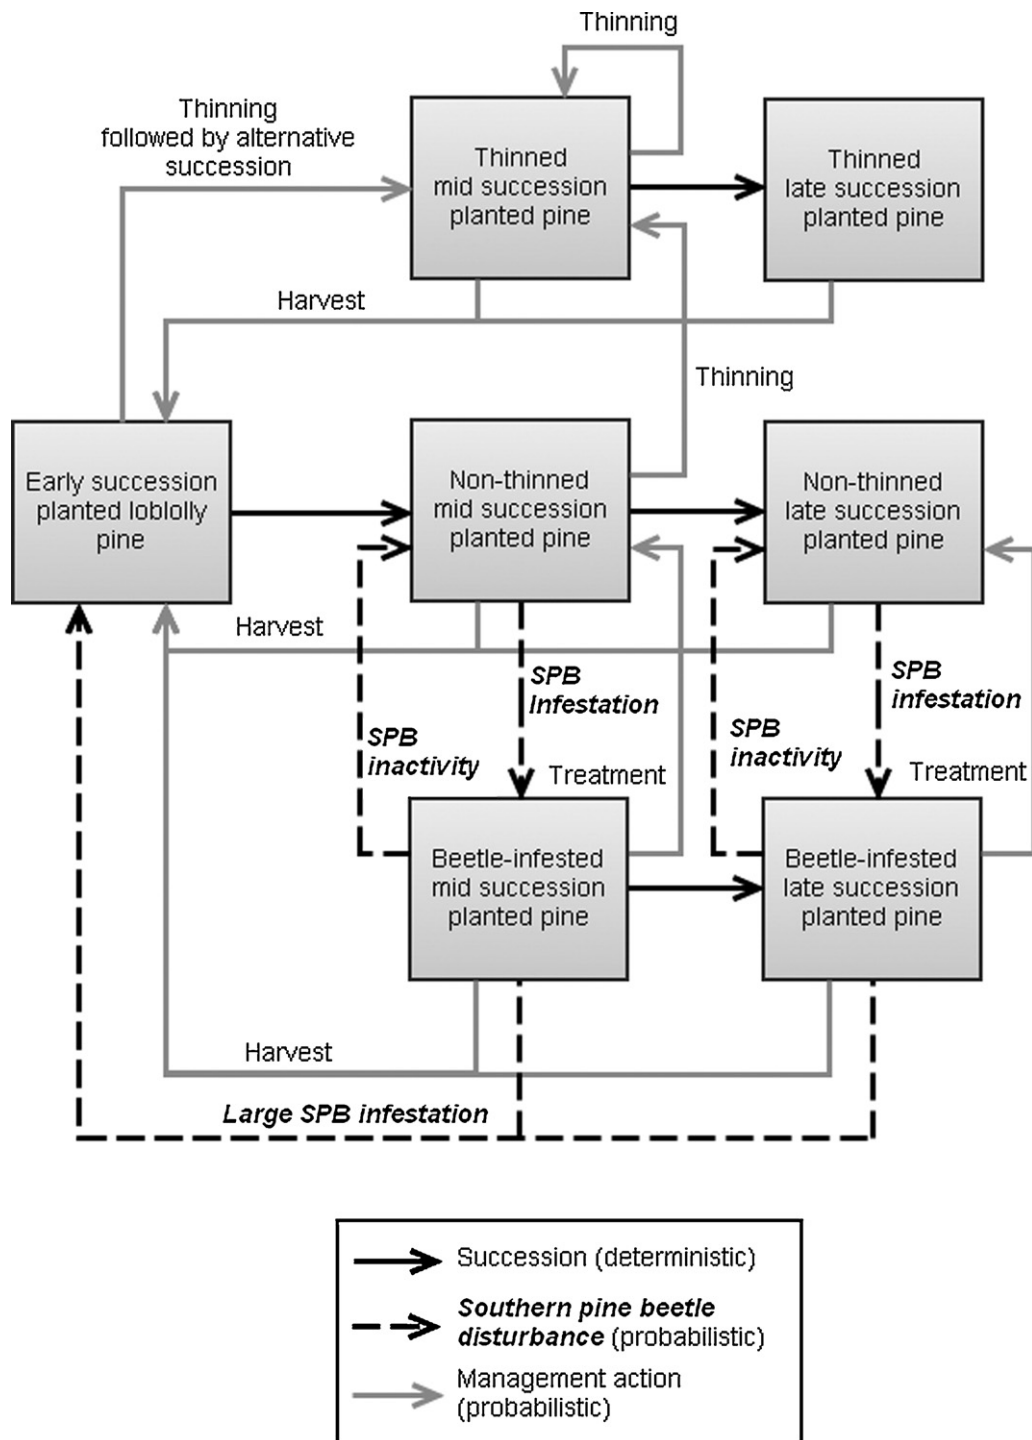 Thinning
Thinning
followed by alternative
succession
Thinned
mid succession
planted pine
Thinned
late succession
planted pine
Harvest
Thinning
Early succession
planted loblolly
pine
Non-thinned
mid succession
planted pine
Non-thinned
late succession
planted pine
Harvest
SPB
Infestation
SPB
infestation
SPB
inactivity
SPB
inactivity
Treatment
Treatment
Beetle-infested
mid succession
planted pine
Beetle-infested
late succession
planted pine
Harvest
Large SPB infestation
Succession (deterministic)
Southern pine beetle
disturbance (probabilistic)
Management action
(probabilistic)